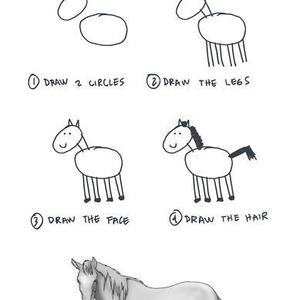 ① DRAW 2 CIRCLES
② DRAW THE LEGS
③ DRAW THE FACE
④ DRAW THE HAIR